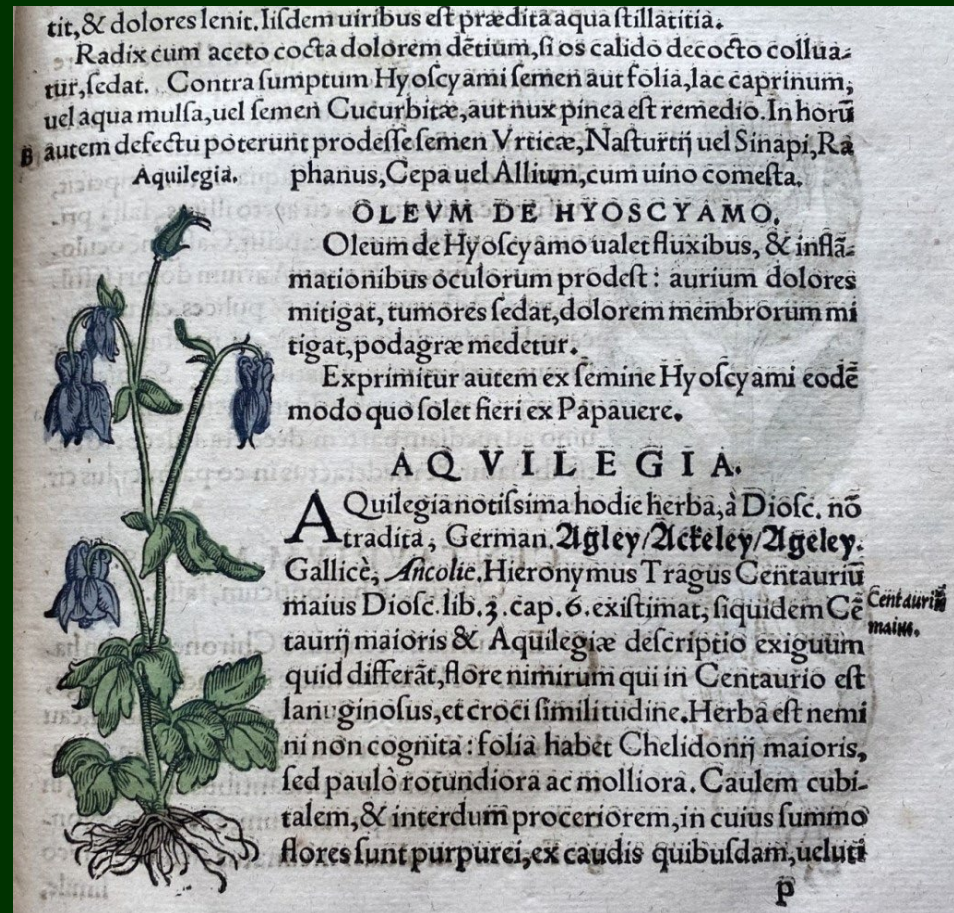 tit, & dolores lenit. Iiſdem uiribus eſt prædita aqua ſtillatitia.
Radix cum aceto cocta dolorem dētium, ſi os calido decocto collua-
tur, ſedat. Contra ſumptum Hyoſcyami ſemen aut folia, lac caprinum,
uel aqua mulſa, uel ſemen Cucurbitæ, aut nux pinea eſt remedio. In horū
B autem defectu poterunt prodeſſe ſemen Vrticæ, Naſturtij uel Sinapi, Ra
Aquilegia. phanus, Cepa uel Allium, cum uino comeſta.
OLEVM DE HYOSCYAMO.
Oleum de Hyoſcyamo ualet fluxibus, & inflā-
mationibus oculorum prodeſt: aurium dolores
mitigat, tumores ſedat, dolorem membrorum mi
tigat, podagræ medetur.
Exprimitur autem ex ſemine Hyoſcyami eodē
modo quo ſolet fieri ex Papauere.
AQVILEGIA.
AQuilegia notiſsima hodie herba, à Dioſc. nō
tradita, German. Agley/Ackeley/Ageley.
Gallicè, Ancolie. Hieronymus Tragus Centauriū
maius Dioſc. lib. 3. cap. 6. exiſtimat, ſiquidem Cē
Centauriū
maius.
taurij maioris & Aquilegiæ deſcriptio exiguum
quid differāt, flore nimirum qui in Centaurio eſt
lanuginoſus, et croci ſimilitudine. Herba eſt nemi
ni non cognita: folia habet Chelidonij maioris,
ſed paulò rotundiora ac molliora. Caulem cubi-
talem, & interdum proceriorem, in cuius ſummo
flores ſunt purpurei, ex caudis quibuſdam, ueluti
p